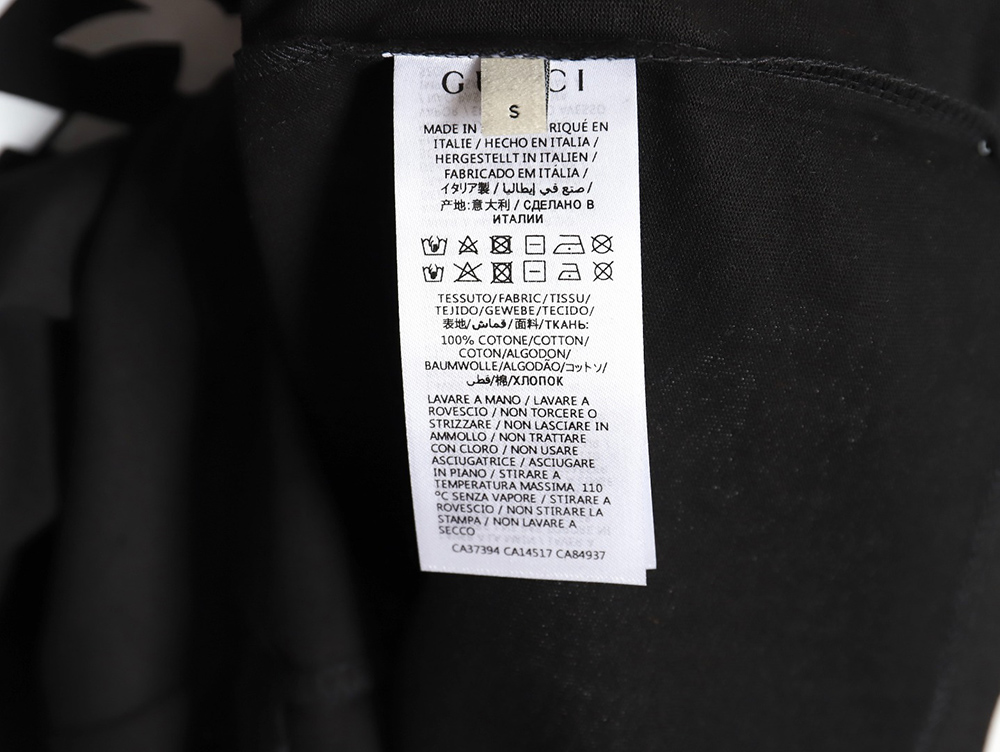 GUCCI
S
MADE IN RIQUÉ EN
ITALIE / HECHO EN ITALIA /
HERGESTELLT IN ITALIEN /
FABRICADO EM ITÁLIA /
イタリア製 / صنع في إيطاليا /
产地:意大利 / СДЕЛАНО В
ИТАЛИИ
TESSUTO/FABRIC/TISSU/
TEJIDO/GEWEBE/TECIDO/
表地/قماش/面料/ТКАНЬ:
100% COTONE/COTTON/
COTON/ALGODON/
BAUMWOLLE/ALGODÃO/コットン/
قطن/棉/ХЛОПОК
LAVARE A MANO / LAVARE A
ROVESCIO / NON TORCERE O
STRIZZARE / NON LASCIARE IN
AMMOLLO / NON TRATTARE
CON CLORO / NON USARE
ASCIUGATRICE / ASCIUGARE
IN PIANO / STIRARE A
TEMPERATURA MASSIMA 110
°C SENZA VAPORE / STIRARE A
ROVESCIO / NON STIRARE LA
STAMPA / NON LAVARE A
SECCO
CA37394 CA14517 CA84937